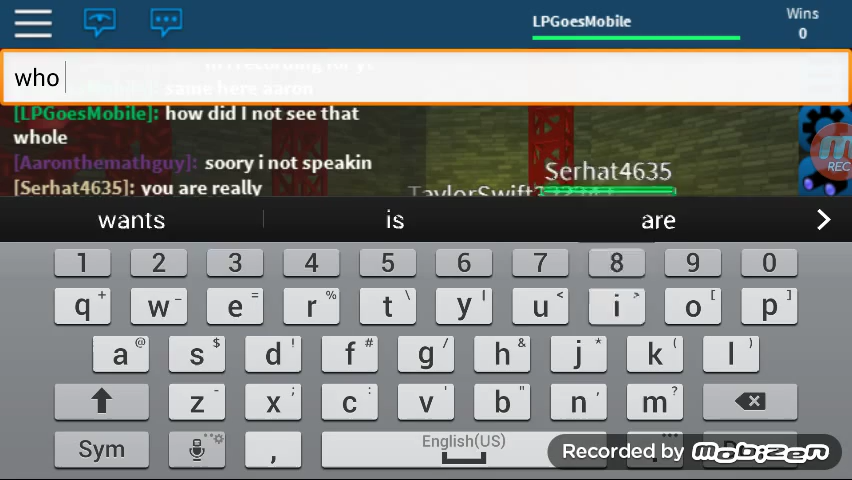 LPGoesMobile
Wins
0
who
same here aaron
[LPGoesMobile]: how did I not see that
whole
[Aaronthemathguy]: soory i not speakin
[Serhat4635]: you are really
Serhat4635
REC
wants is are
1 2 3 4 5 6 7 8 9 0
q + w - e = r % t \ y | u < i > o [ p ]
a @ s $ d ! f # g / h & j * k ( l )
z - x ; c : v , b " n , m ?
Sym , English(US)
Recorded by mobizen